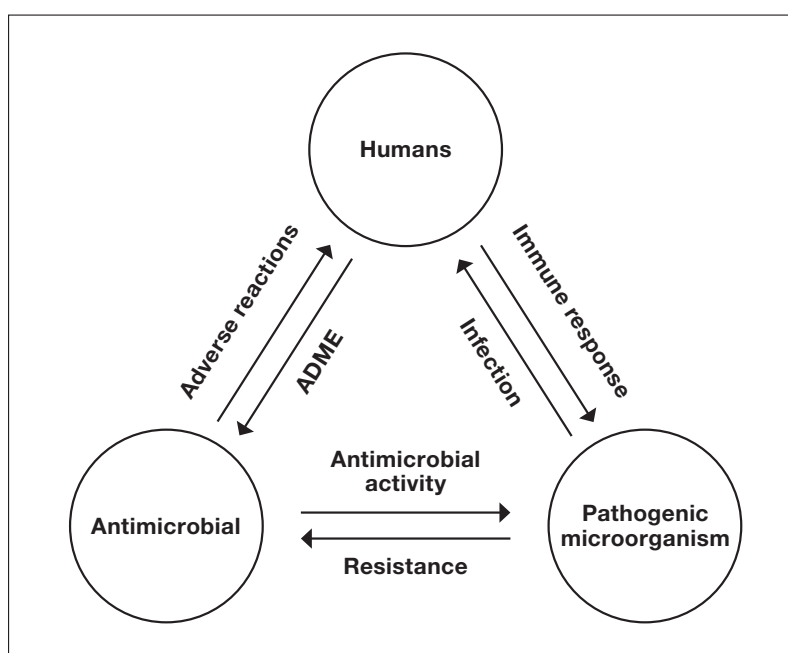 Humans
Adverse reactions
ADME
Infection
Immune response
Antimicrobial
Antimicrobial
activity
Resistance
Pathogenic
microorganism